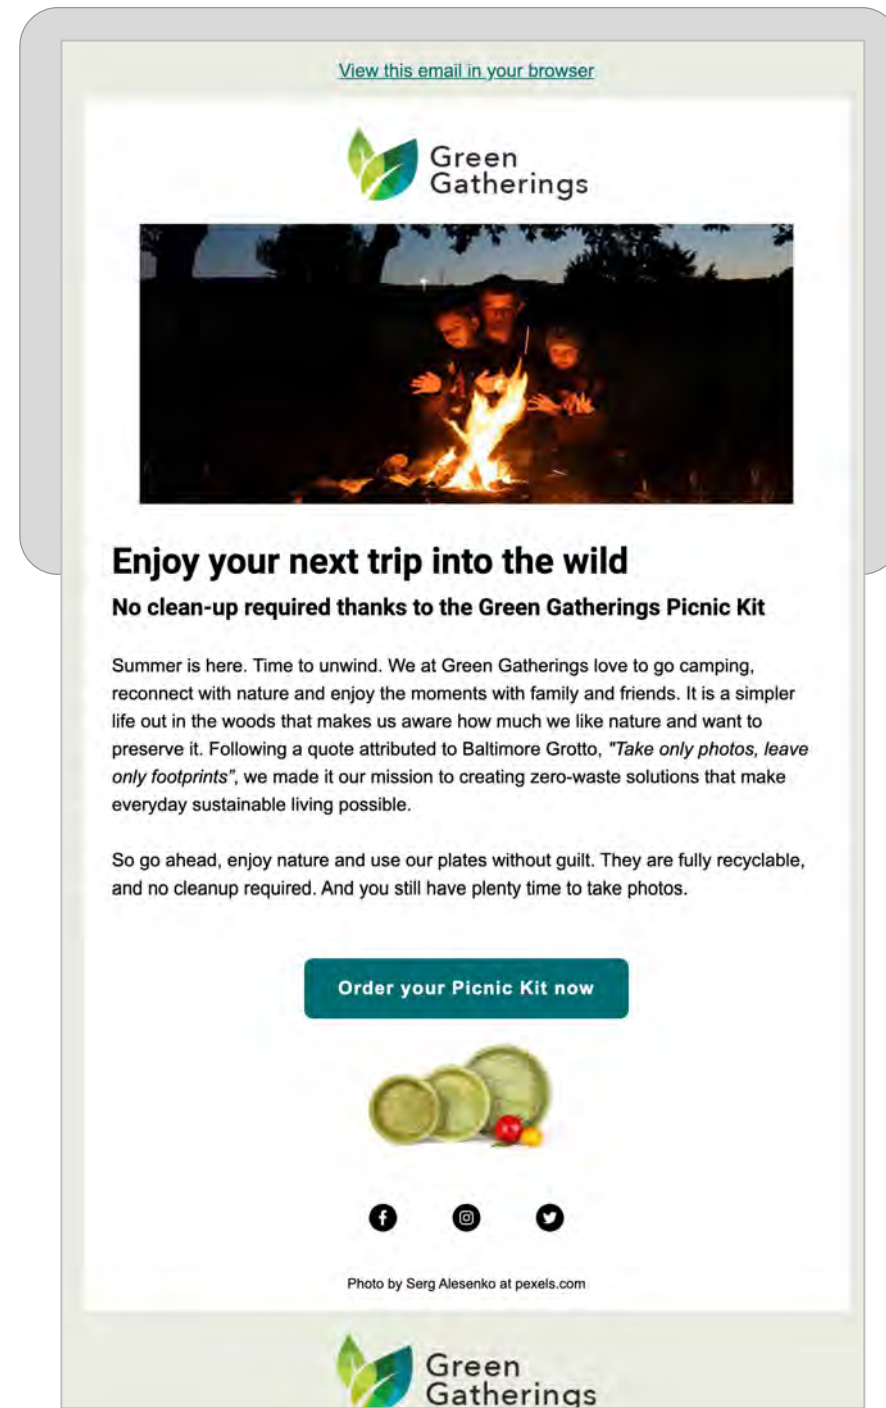 View this email in your browser
Green
Gatherings
Enjoy your next trip into the wild
No clean-up required thanks to the Green Gatherings Picnic Kit
Summer is here. Time to unwind. We at Green Gatherings love to go camping,
reconnect with nature and enjoy the moments with family and friends. It is a simpler
life out in the woods that makes us aware how much we like nature and want to
preserve it. Following a quote attributed to Baltimore Grotto, "Take only photos, leave
only footprints”, we made it our mission to creating zero-waste solutions that make
everyday sustainable living possible.
So go ahead, enjoy nature and use our plates without guilt. They are fully recyclable,
and no cleanup required. And you still have plenty time to take photos.
Order your Picnic Kit now
Photo by Serg Alesenko at pexels.com
Green
Gatherings